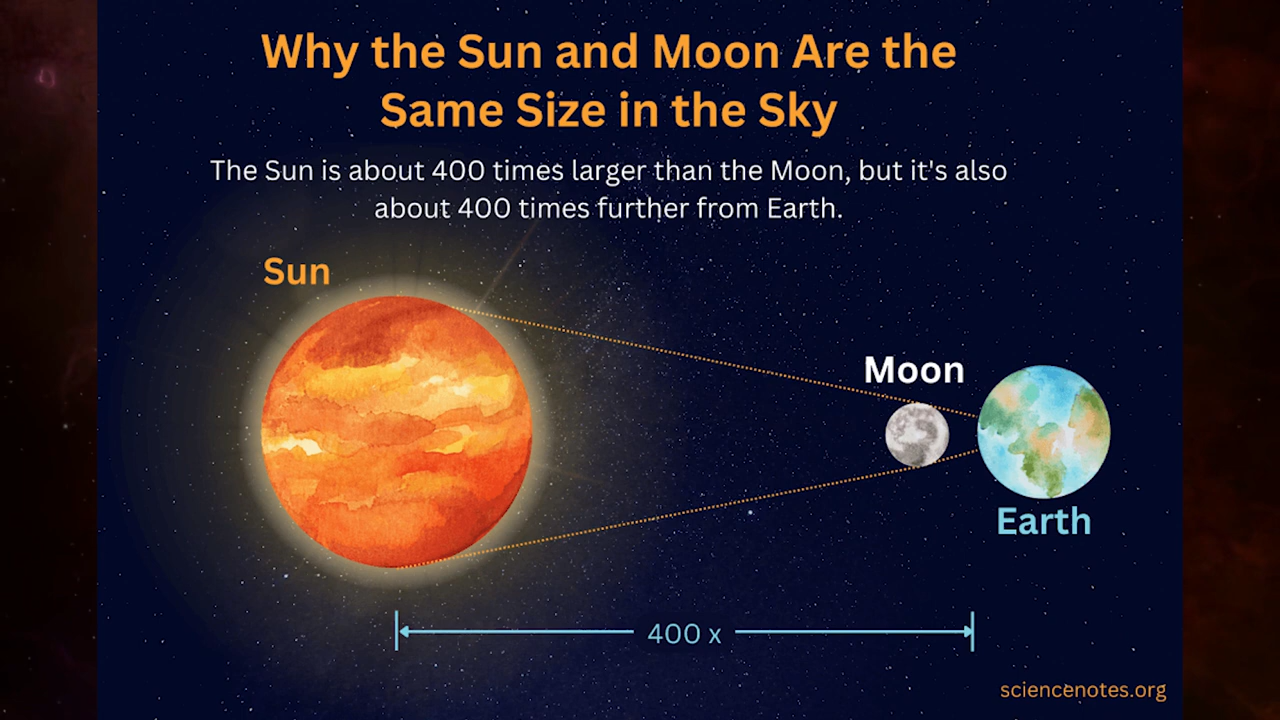 Why the Sun and Moon Are the
Same Size in the Sky
The Sun is about 400 times larger than the Moon, but it's also
about 400 times further from Earth.
Sun
Moon
Earth
400 x
sciencenotes.org